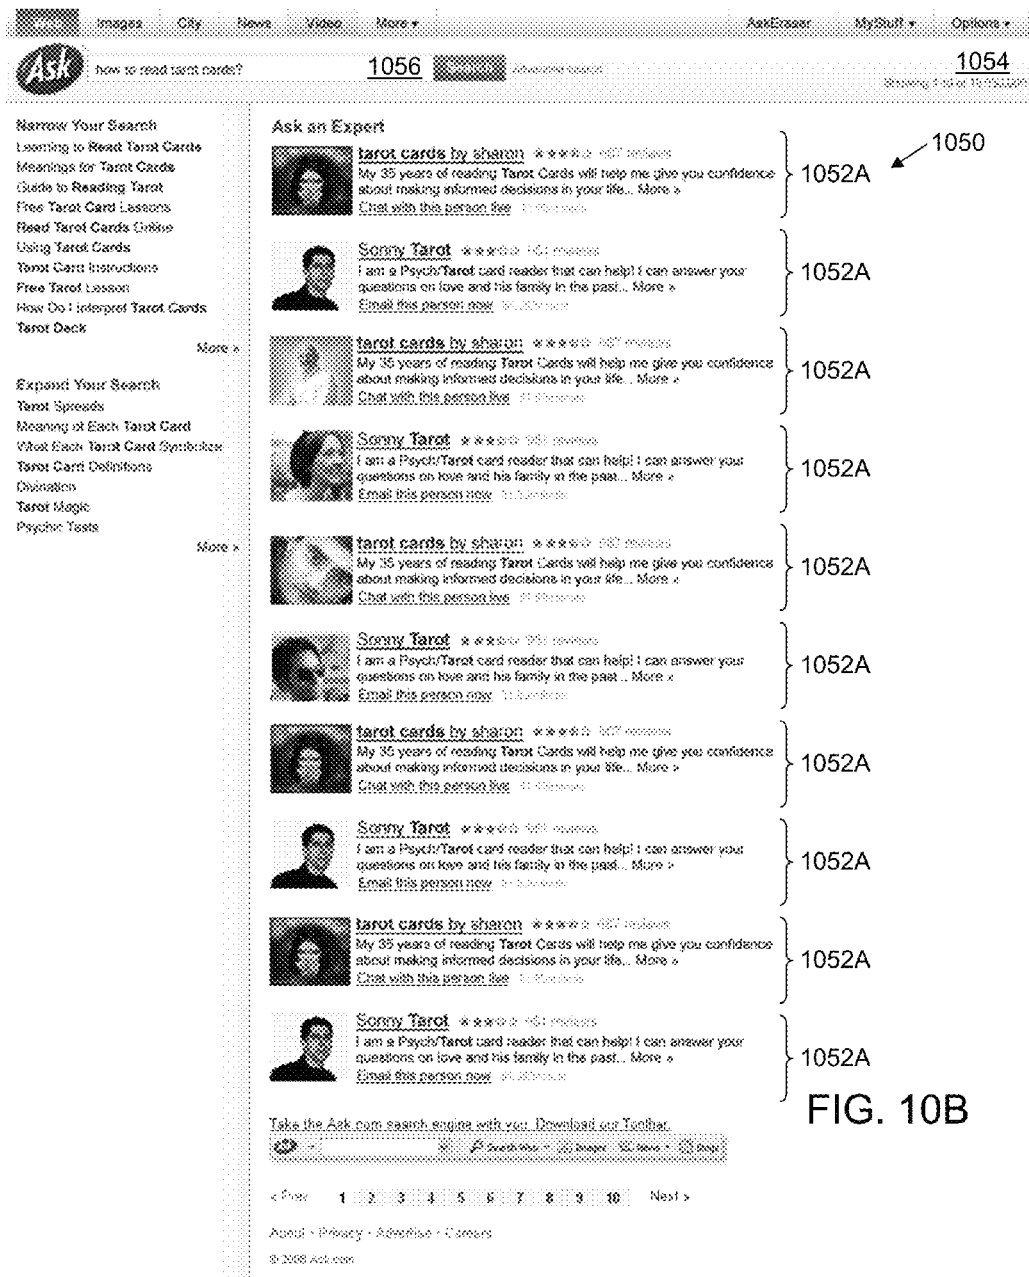 Images City News Video More ▾ AskEraser MyStuff ▾ Options ▾
Ask how to read tarot cards? 1056 Search Advanced Search 1054
Narrow Your Search
Learning to Read Tarot Cards
Meanings for Tarot Cards
Guide to Reading Tarot
Free Tarot Card Lessons
Read Tarot Cards Online
Using Tarot Cards
Tarot Card Instructions
Free Tarot Lesson
How Do I Interpret Tarot Cards
Tarot Deck
More »
Expand Your Search
Tarot Spreads
Meaning of Each Tarot Card
What Each Tarot Card Symbolize
Tarot Card Definitions
Divination
Tarot Magic
Psychic Tests
More »
Ask an Expert
1050
tarot cards by sharon ★★★★☆ reviews
My 35 years of reading Tarot Cards will help me give you confidence
about making informed decisions in your life... More »
Chat with this person live
1052A
Sonny Tarot ★★★☆☆ reviews
I am a Psych/Tarot card reader that can help! I can answer your
questions on love and his family in the past... More »
Email this person now
1052A
tarot cards by sharon ★★★★☆ reviews
My 35 years of reading Tarot Cards will help me give you confidence
about making informed decisions in your life... More »
Chat with this person live
1052A
Sonny Tarot ★★★☆☆ reviews
I am a Psych/Tarot card reader that can help! I can answer your
questions on love and his family in the past... More »
Email this person now
1052A
tarot cards by sharon ★★★★☆ reviews
My 35 years of reading Tarot Cards will help me give you confidence
about making informed decisions in your life... More »
Chat with this person live
1052A
Sonny Tarot ★★★☆☆ reviews
I am a Psych/Tarot card reader that can help! I can answer your
questions on love and his family in the past... More »
Email this person now
1052A
tarot cards by sharon ★★★★☆ reviews
My 35 years of reading Tarot Cards will help me give you confidence
about making informed decisions in your life... More »
Chat with this person live
1052A
Sonny Tarot ★★★☆☆ reviews
I am a Psych/Tarot card reader that can help! I can answer your
questions on love and his family in the past... More »
Email this person now
1052A
tarot cards by sharon ★★★★☆ reviews
My 35 years of reading Tarot Cards will help me give you confidence
about making informed decisions in your life... More »
Chat with this person live
1052A
Sonny Tarot ★★★☆☆ reviews
I am a Psych/Tarot card reader that can help! I can answer your
questions on love and his family in the past... More »
Email this person now
1052A
FIG. 10B
Take the Ask.com search engine with you. Download our Toolbar.
« Prev 1 2 3 4 5 6 7 8 9 10 Next »
About · Privacy · Advertise · Careers
© 2008 Ask.com